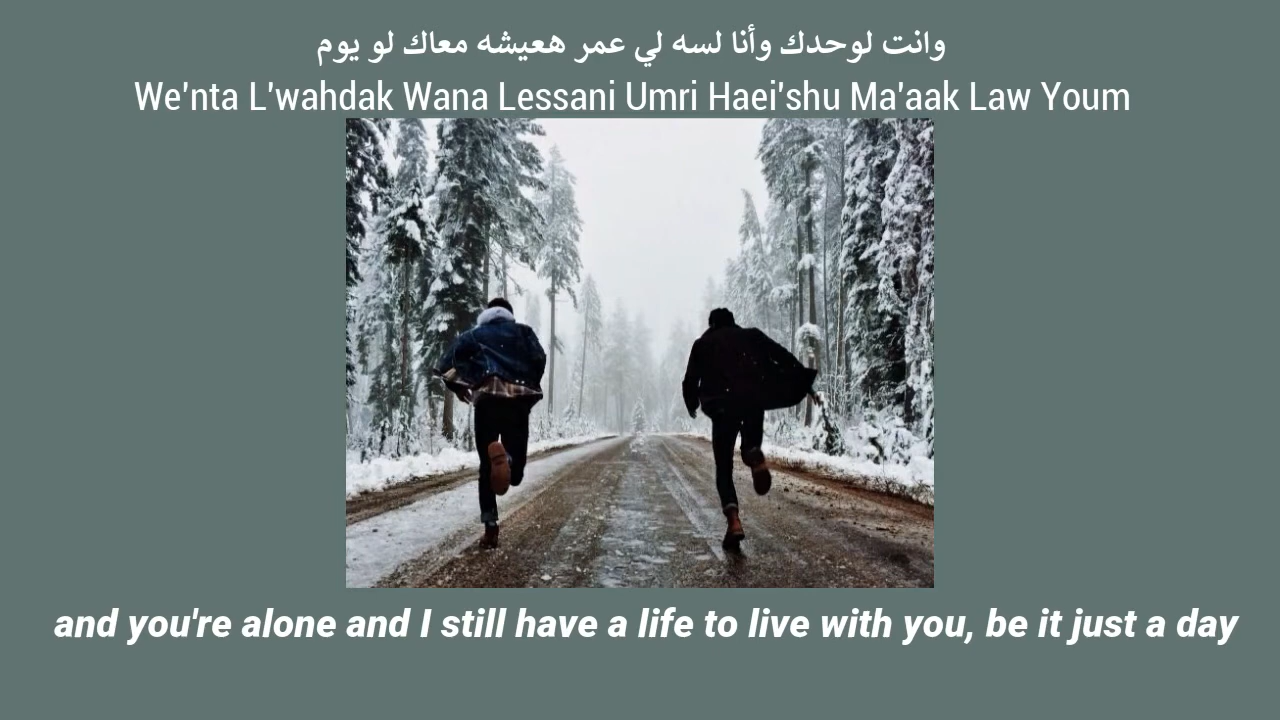 وانت لوحدك وأنا لسه لي عمر هعيشه معاك لو يوم
We'nta L'wahdak Wana Lessani Umri Haei'shu Ma'aak Law Youm
and you're alone and I still have a life to live with you, be it just a day